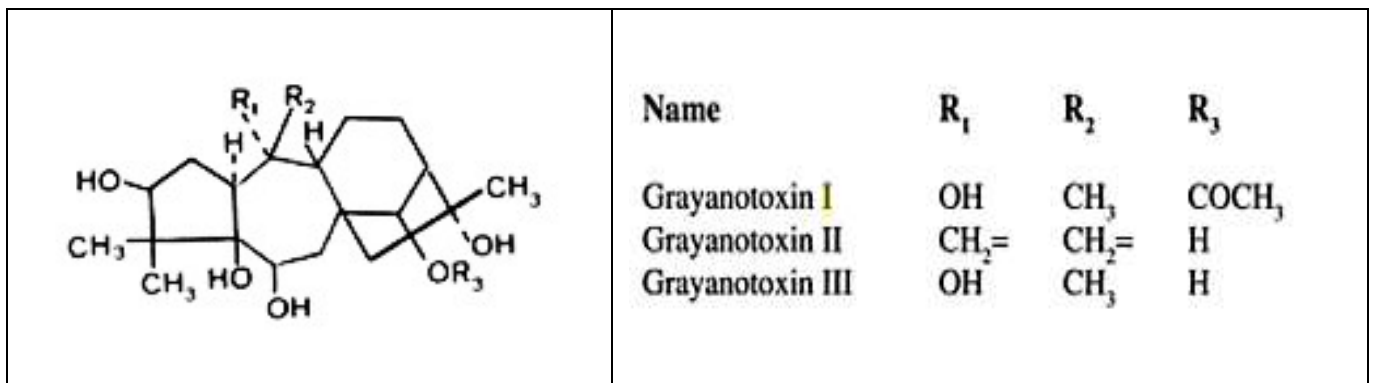 R₁ R₂
H H
HO
CH₃
CH₃
OH
CH₃ HO
OR₃
OH
Name R₁ R₂ R₃
Grayanotoxin I OH CH₃ COCH₃
Grayanotoxin II CH₂= CH₂= H
Grayanotoxin III OH CH₃ H